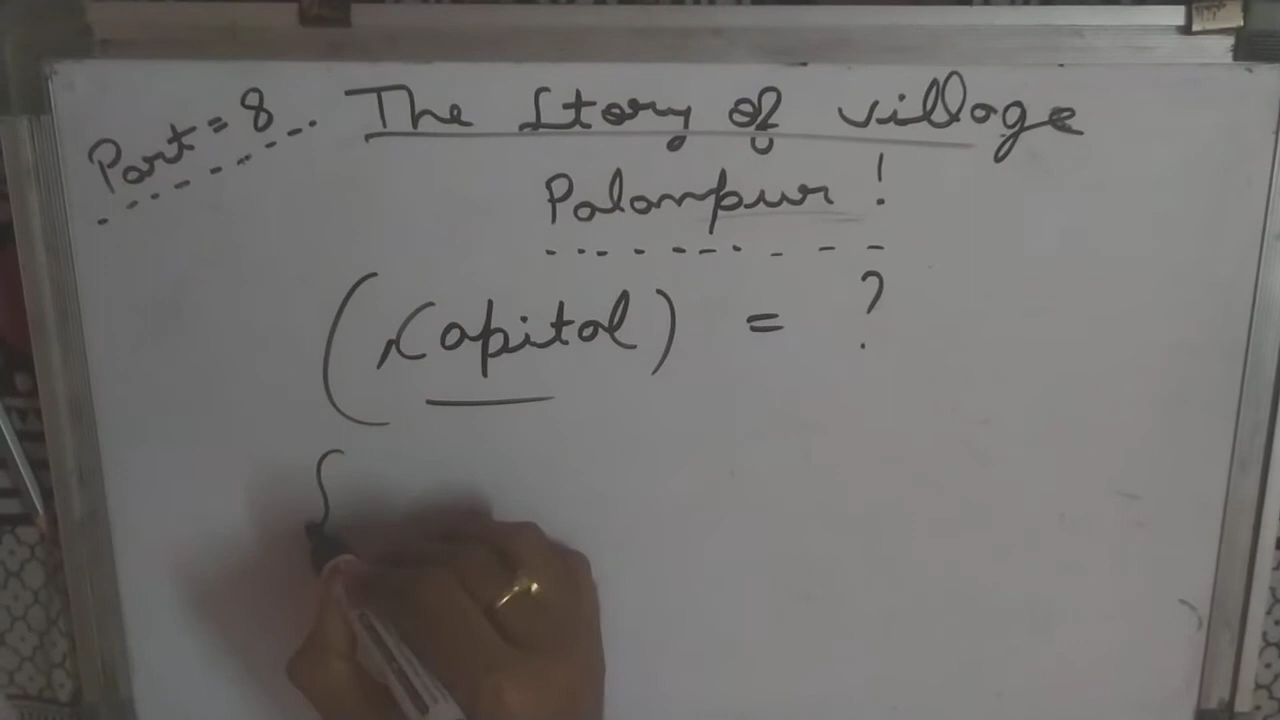 Part = 8 The Story of village
Palampur !
(Capital) = ?